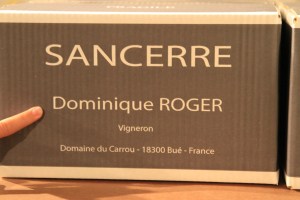 SANCERRE
Dominique ROGER
Vigneron
Domaine du Carrou - 18300 Bué - France